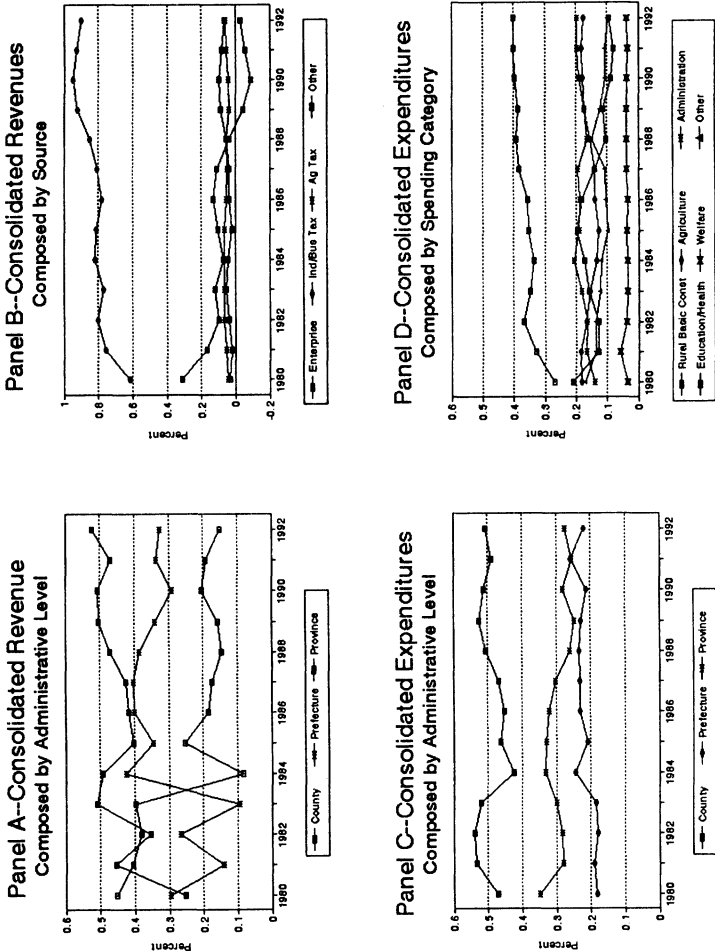 Panel A--Consolidated Revenue
Composed by Administrative Level
0.6
0.5
0.4
0.3
0.2
0.1
0
Percent
1980 1982 1984 1986 1988 1990 1992
County Prefecture Province
Panel B--Consolidated Revenues
Composed by Source
1
0.8
0.6
0.4
0.2
0
-0.2
Percent
1980 1982 1984 1986 1988 1990 1992
Enterprise Ind/Bus Tax Ag Tax Other
Panel C--Consolidated Expenditures
Composed by Administrative Level
0.6
0.5
0.4
0.3
0.2
0.1
0
Percent
1980 1982 1984 1986 1988 1990 1992
County Prefecture Province
Panel D--Consolidated Expenditures
Composed by Spending Category
0.6
0.5
0.4
0.3
0.2
0.1
0
Percent
1980 1982 1984 1986 1988 1990 1992
Rural Basic Const Agriculture Administration
Education/Health Welfare Other